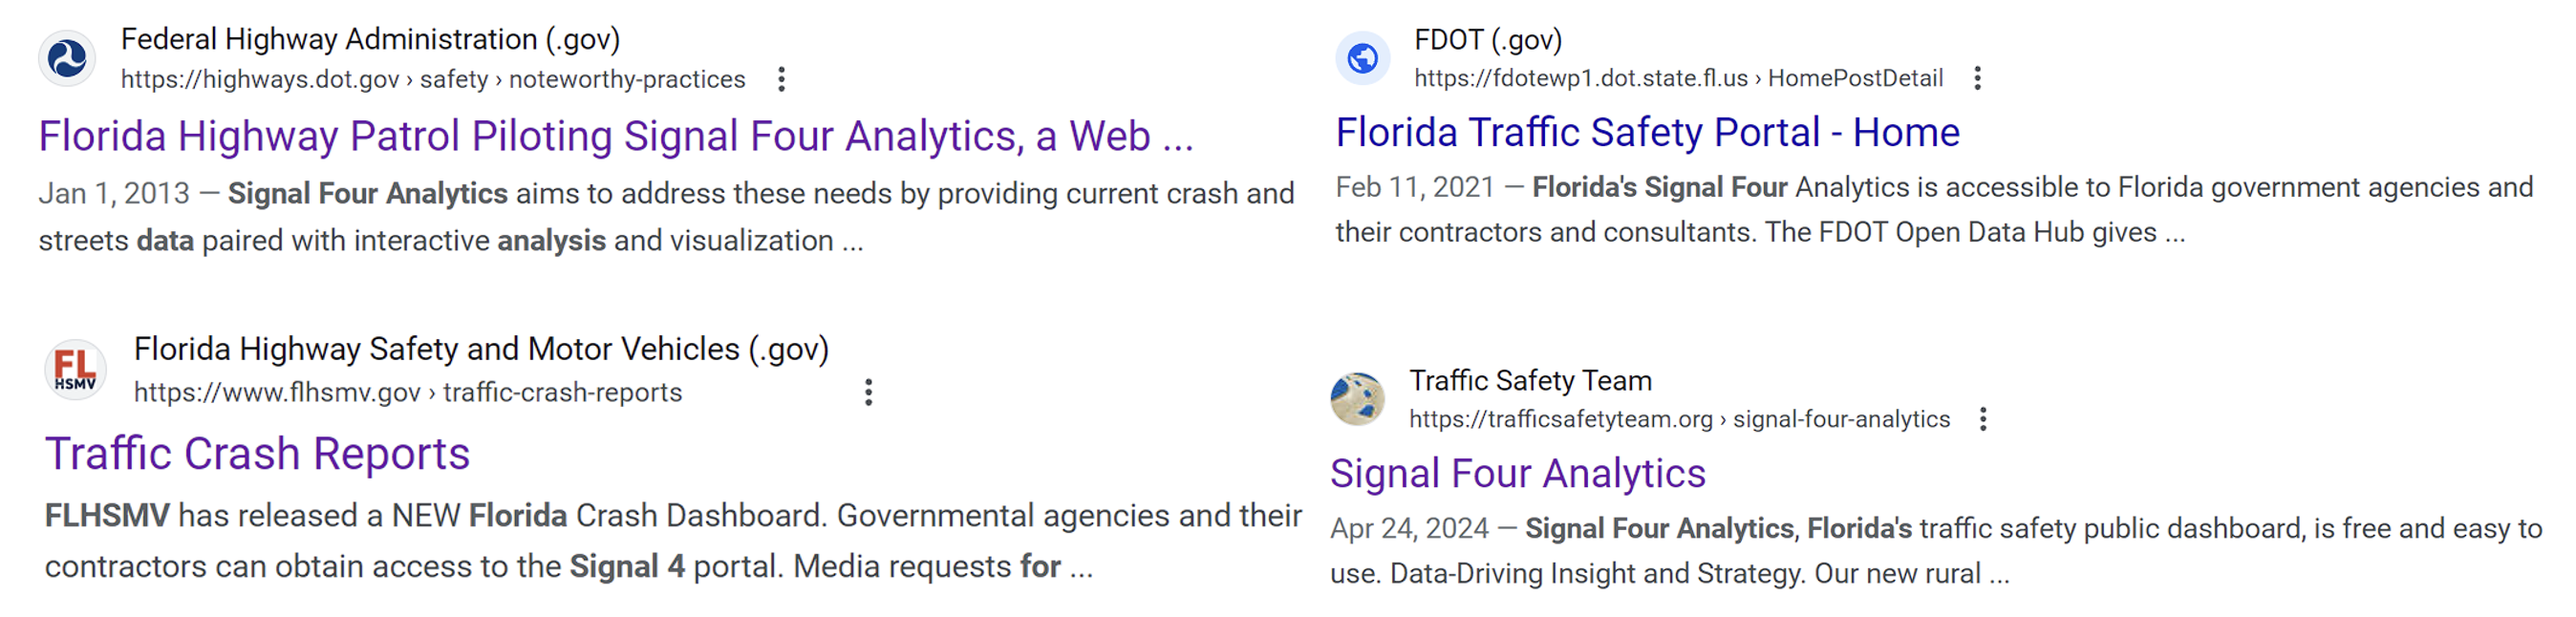 Federal Highway Administration (.gov)
https://highways.dot.gov › safety › noteworthy-practices
Florida Highway Patrol Piloting Signal Four Analytics, a Web ...
Jan 1, 2013 — Signal Four Analytics aims to address these needs by providing current crash and
streets data paired with interactive analysis and visualization ...
FDOT (.gov)
https://fdotewp1.dot.state.fl.us › HomePostDetail
Florida Traffic Safety Portal - Home
Feb 11, 2021 — Florida's Signal Four Analytics is accessible to Florida government agencies and
their contractors and consultants. The FDOT Open Data Hub gives ...
FL
HSMV
Florida Highway Safety and Motor Vehicles (.gov)
https://www.flhsmv.gov › traffic-crash-reports
Traffic Crash Reports
FLHSMV has released a NEW Florida Crash Dashboard. Governmental agencies and their
contractors can obtain access to the Signal 4 portal. Media requests for ...
Traffic Safety Team
https://trafficsafetyteam.org › signal-four-analytics
Signal Four Analytics
Apr 24, 2024 — Signal Four Analytics, Florida's traffic safety public dashboard, is free and easy to
use. Data-Driving Insight and Strategy. Our new rural ...